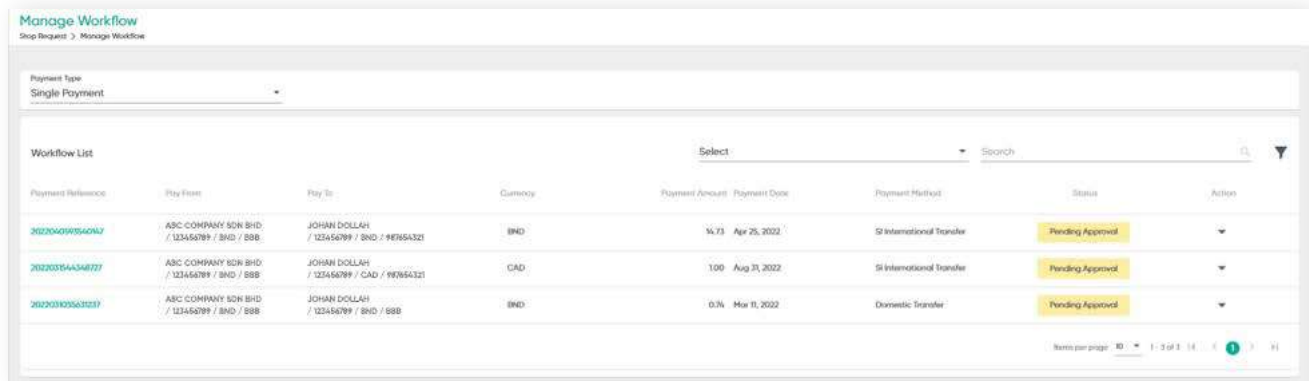 Manage Workflow
Stop Request > Manage Workflow
Payment Type
Single Payment
Workflow List
Select
Search
Payment Reference Pay From Pay To Currency Payment Amount Payment Date Payment Method Status Action
ABC COMPANY SDN BHD JOHAN DOLLAH
/ 123456789 / BND / BBB / 123456789 / BND / 987654321 BND 14.73 Apr 25, 2022 SI International Transfer Pending Approval
ABC COMPANY SDN BHD JOHAN DOLLAH
/ 123456789 / BND / BBB / 123456789 / CAD / 987654321 CAD 1.00 Aug 31, 2022 SI International Transfer Pending Approval
ABC COMPANY SDN BHD JOHAN DOLLAH
/ 123456789 / BND / BBB / 123456789 / BND / BBB BND 0.74 Mar 11, 2022 Domestic Transfer Pending Approval
Items per page 10 1 - 3 of 3 1